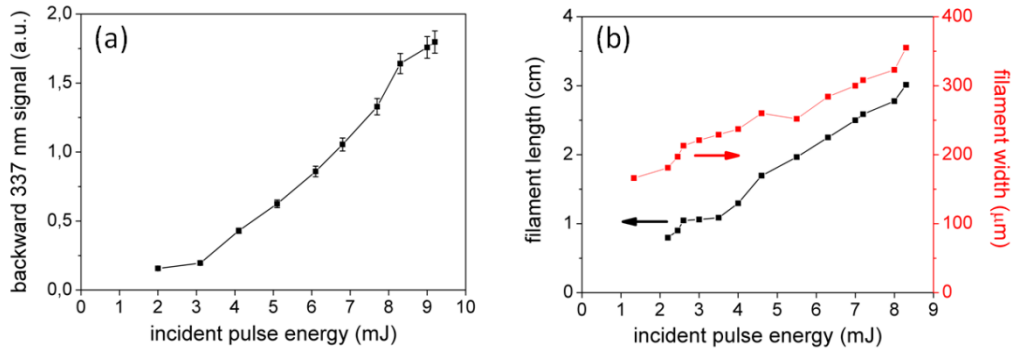 (a)
backward 337 nm signal (a.u.)
2,0
1,5
1,0
0,5
0,0
0 1 2 3 4 5 6 7 8 9 10
incident pulse energy (mJ)
(b)
filament length (cm)
4
3
2
1
0
0 1 2 3 4 5 6 7 8 9
incident pulse energy (mJ)
400
300
200
100
0
filament width (μm)